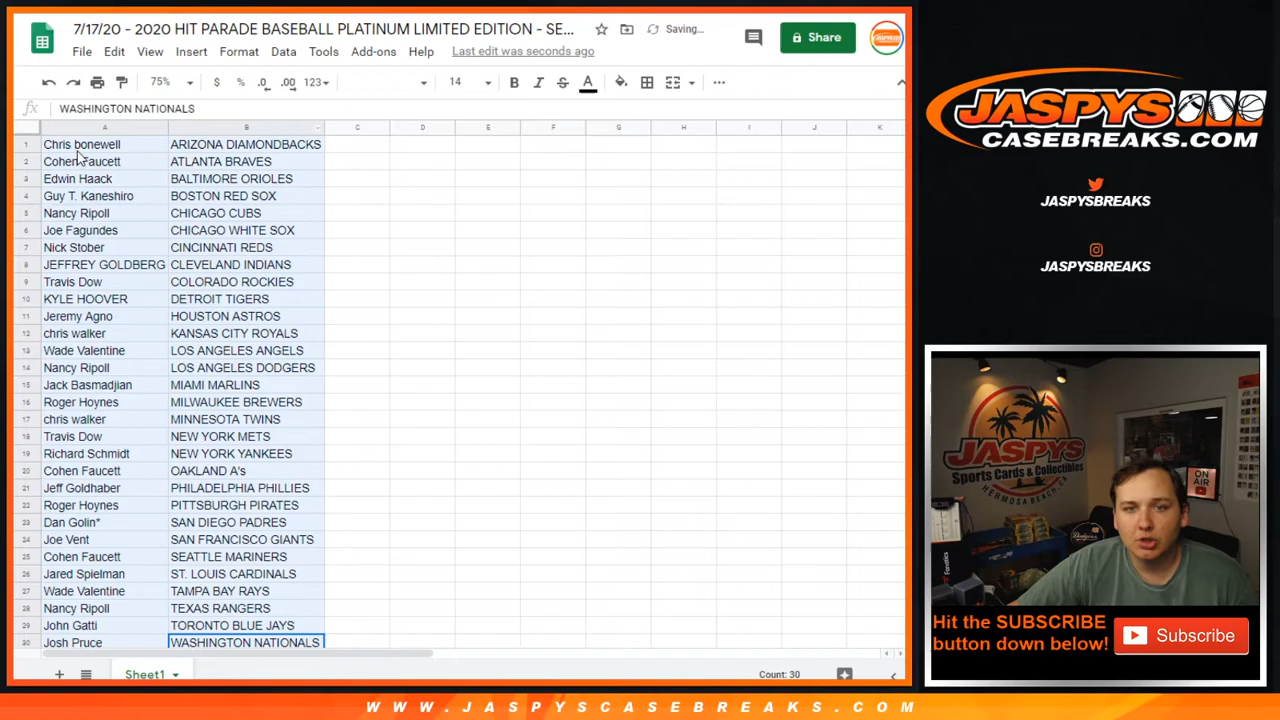 7/17/20 - 2020 HIT PARADE BASEBALL PLATINUM LIMITED EDITION - SE...
Saving...
Share
File Edit View Insert Format Data Tools Add-ons Help Last edit was seconds ago
75% $ % .0 .00 123 14 B I S A
fx WASHINGTON NATIONALS
A B C D E F G H I J K
1 Chris bonewell ARIZONA DIAMONDBACKS
2 Cohen Faucett ATLANTA BRAVES
3 Edwin Haack BALTIMORE ORIOLES
4 Guy T. Kaneshiro BOSTON RED SOX
5 Nancy Ripoll CHICAGO CUBS
6 Joe Fagundes CHICAGO WHITE SOX
7 Nick Stober CINCINNATI REDS
8 JEFFREY GOLDBERG CLEVELAND INDIANS
9 Travis Dow COLORADO ROCKIES
10 KYLE HOOVER DETROIT TIGERS
11 Jeremy Agno HOUSTON ASTROS
12 chris walker KANSAS CITY ROYALS
13 Wade Valentine LOS ANGELES ANGELS
14 Nancy Ripoll LOS ANGELES DODGERS
15 Jack Basmadjian MIAMI MARLINS
16 Roger Hoynes MILWAUKEE BREWERS
17 chris walker MINNESOTA TWINS
18 Travis Dow NEW YORK METS
19 Richard Schmidt NEW YORK YANKEES
20 Cohen Faucett OAKLAND A's
21 Jeff Goldhaber PHILADELPHIA PHILLIES
22 Roger Hoynes PITTSBURGH PIRATES
23 Dan Golin* SAN DIEGO PADRES
24 Joe Vent SAN FRANCISCO GIANTS
25 Cohen Faucett SEATTLE MARINERS
26 Jared Spielman ST. LOUIS CARDINALS
27 Wade Valentine TAMPA BAY RAYS
28 Nancy Ripoll TEXAS RANGERS
29 John Gatti TORONTO BLUE JAYS
30 Josh Pruce WASHINGTON NATIONALS
Sheet1
Count: 30
JASPYS
CASEBREAKS.COM
JASPYSBREAKS
JASPYSBREAKS
JASPYS
Sports Cards & Collectibles
HERMOSA BEACH, CA
ON AIR
Dodgers
Fanatics
Hit the SUBSCRIBE
button down below!
Subscribe
WWW.JASPYSCASEBREAKS.COM